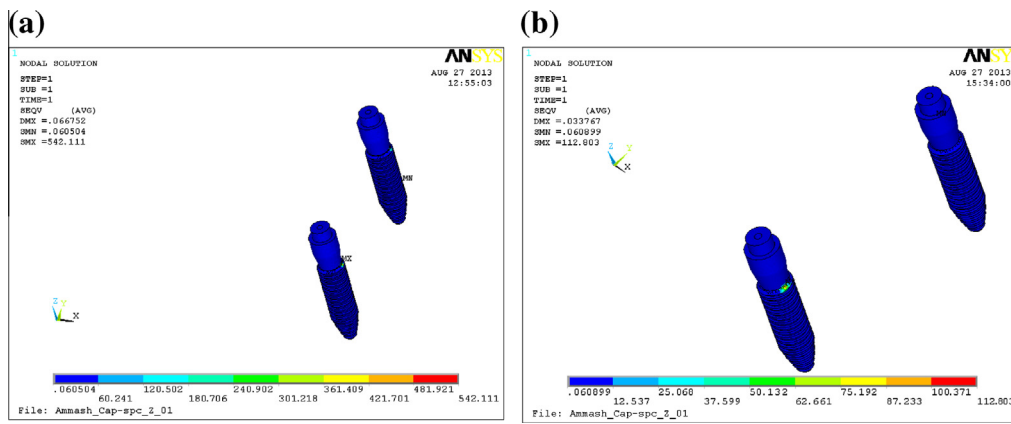 (a)
1
ANSYS
NODAL SOLUTION
AUG 27 2013
12:55:03
STEP=1
SUB =1
TIME=1
SEQV (AVG)
DMX =.066752
SMN =.060504
SMX =542.111
MN
MX
Z
Y
X
.060504 120.502 240.902 361.409 481.921
60.241 180.706 301.218 421.701 542.111
File: Ammash_Cap-spc_Z_01
(b)
1
ANSYS
NODAL SOLUTION
AUG 27 2013
15:34:00
STEP=1
SUB =1
TIME=1
SEQV (AVG)
DMX =.033767
SMN =.060899
SMX =112.803
Z
Y
X
.060899 25.068 50.132 75.192 100.371
12.537 37.599 62.661 87.233 112.803
File: Ammash_Cap-spc_Z_01